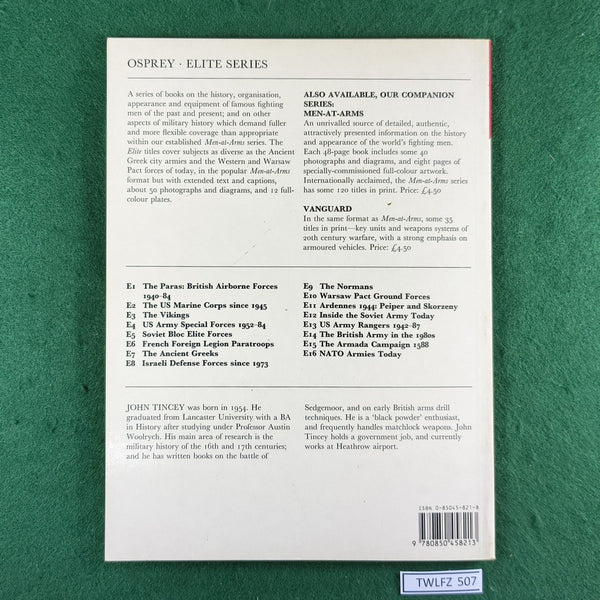 OSPREY · ELITE SERIES
A series of books on the history, organisation,
appearance and equipment of famous fighting
men of the past and present; and on other
aspects of military history which demand fuller
and more flexible coverage than appropriate
within our established Men-at-Arms series. The
Elite titles cover subjects as diverse as the Ancient
Greek city armies and the Western and Warsaw
Pact forces of today, in the popular Men-at-Arms
format but with extended text and captions,
about 50 photographs and diagrams, and 12 full-
colour plates.
ALSO AVAILABLE, OUR COMPANION
SERIES:
MEN-AT-ARMS
An unrivalled source of detailed, authentic,
attractively presented information on the history
and appearance of the world's fighting men.
Each 48-page book includes some 40
photographs and diagrams, and eight pages of
specially-commissioned full-colour artwork.
Internationally acclaimed, the Men-at-Arms series
has some 120 titles in print. Price: £4.50
VANGUARD
In the same format as Men-at-Arms, some 35
titles in print—key units and weapons systems of
20th century warfare, with a strong emphasis on
armoured vehicles. Price: £4.50
E1 The Paras: British Airborne Forces
1940–84
E2 The US Marine Corps since 1945
E3 The Vikings
E4 US Army Special Forces 1952–84
E5 Soviet Bloc Elite Forces
E6 French Foreign Legion Paratroops
E7 The Ancient Greeks
E8 Israeli Defense Forces since 1973
E9 The Normans
E10 Warsaw Pact Ground Forces
E11 Ardennes 1944: Peiper and Skorzeny
E12 Inside the Soviet Army Today
E13 US Army Rangers 1942–87
E14 The British Army in the 1980s
E15 The Armada Campaign 1588
E16 NATO Armies Today
JOHN TINCEY was born in 1954. He
graduated from Lancaster University with a BA
in History after studying under Professor Austin
Woolrych. His main area of research is the
military history of the 16th and 17th centuries;
and he has written books on the battle of
Sedgemoor, and on early British arms drill
techniques. He is a 'black powder' enthusiast,
and frequently handles matchlock weapons. John
Tincey holds a government job, and currently
works at Heathrow airport.
ISBN 0-85045-821-8
9 780850 458213
TWLFZ 507